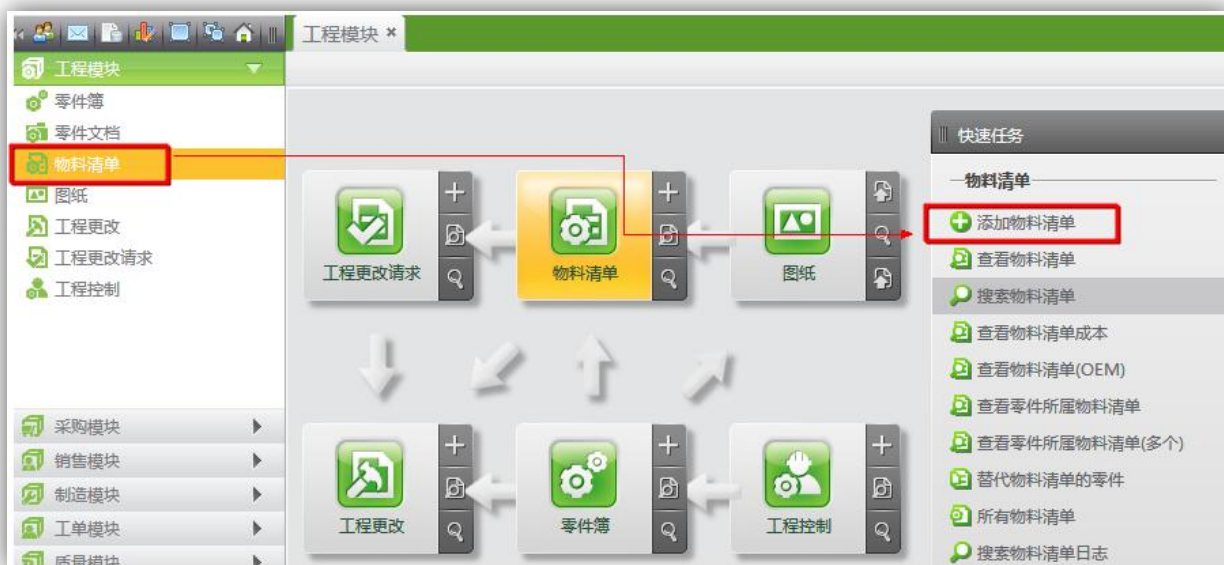 工程模块 ×
工程模块
零件簿
零件文档
物料清单
图纸
工程更改
工程更改请求
工程控制
采购模块
销售模块
制造模块
工单模块
质量模块
工程更改请求
物料清单
图纸
工程更改
零件簿
工程控制
快速任务
物料清单
添加物料清单
查看物料清单
搜索物料清单
查看物料清单成本
查看物料清单(OEM)
查看零件所属物料清单
查看零件所属物料清单(多个)
替代物料清单的零件
所有物料清单
搜索物料清单日志